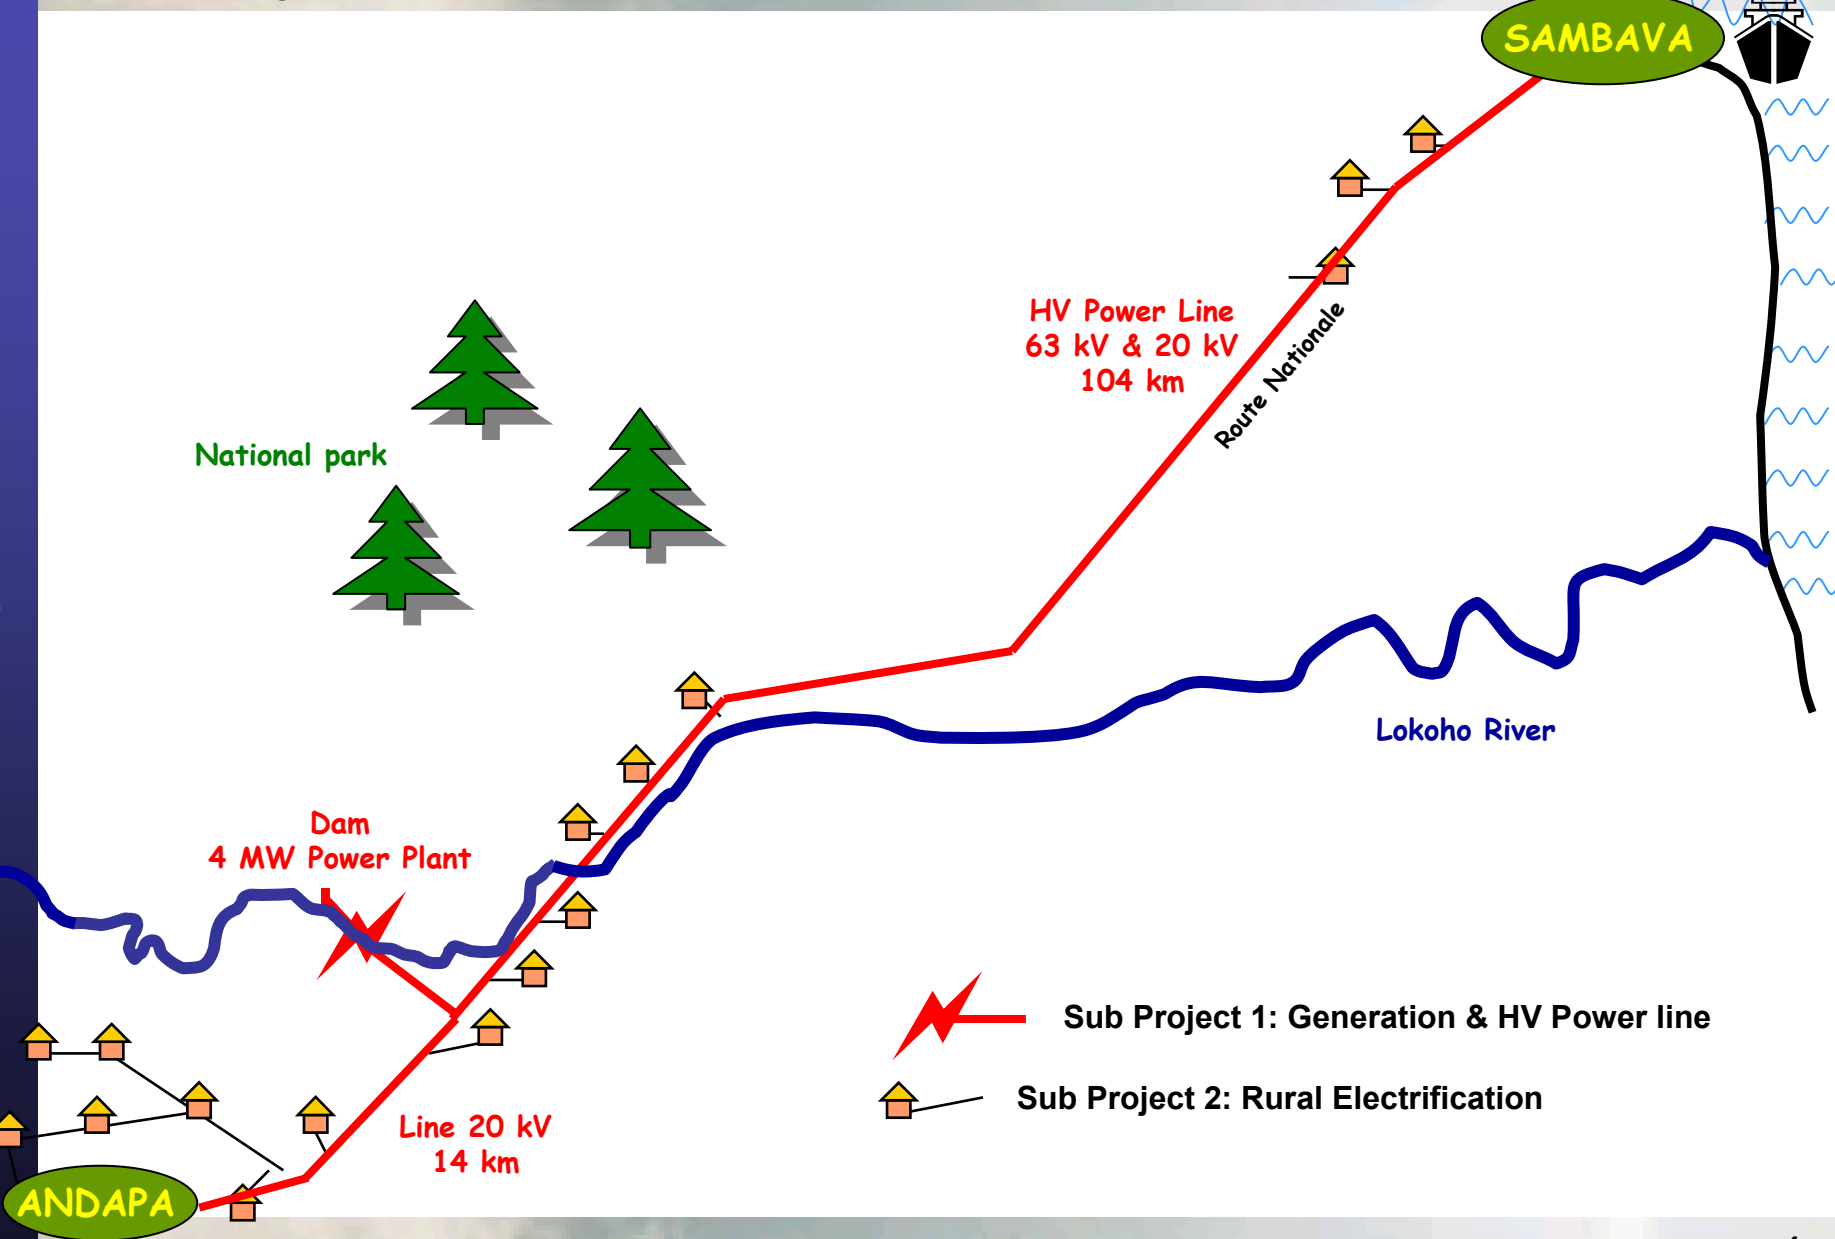 SAMBAVA
HV Power Line
63 kV & 20 kV
104 km
Route Nationale
National park
Lokoho River
Dam
4 MW Power Plant
Sub Project 1: Generation & HV Power line
Sub Project 2: Rural Electrification
Line 20 kV
14 km
ANDAPA